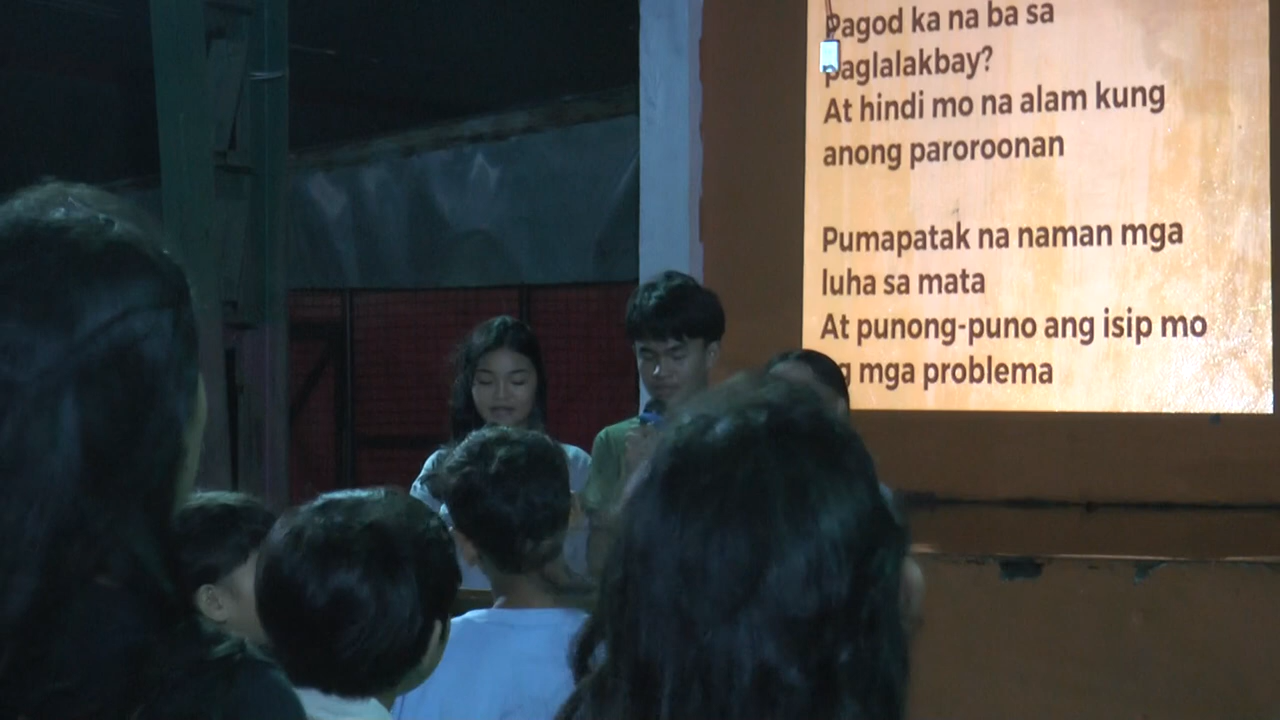 Pagod ka na ba sa
paglalakbay?
At hindi mo na alam kung
anong paroroonan
Pumapatak na naman mga
luha sa mata
At punong-puno ang isip mo
ng mga problema